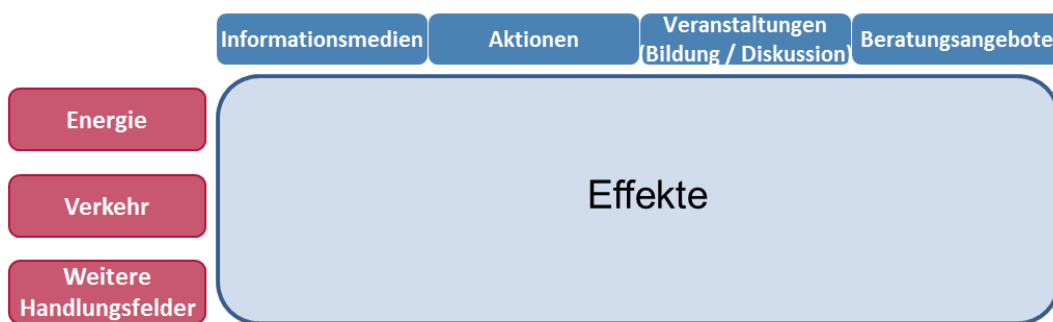 Informationsmedien
Aktionen
Veranstaltungen
(Bildung / Diskussion)
Beratungsangebote
Energie
Verkehr
Weitere
Handlungsfelder
Effekte